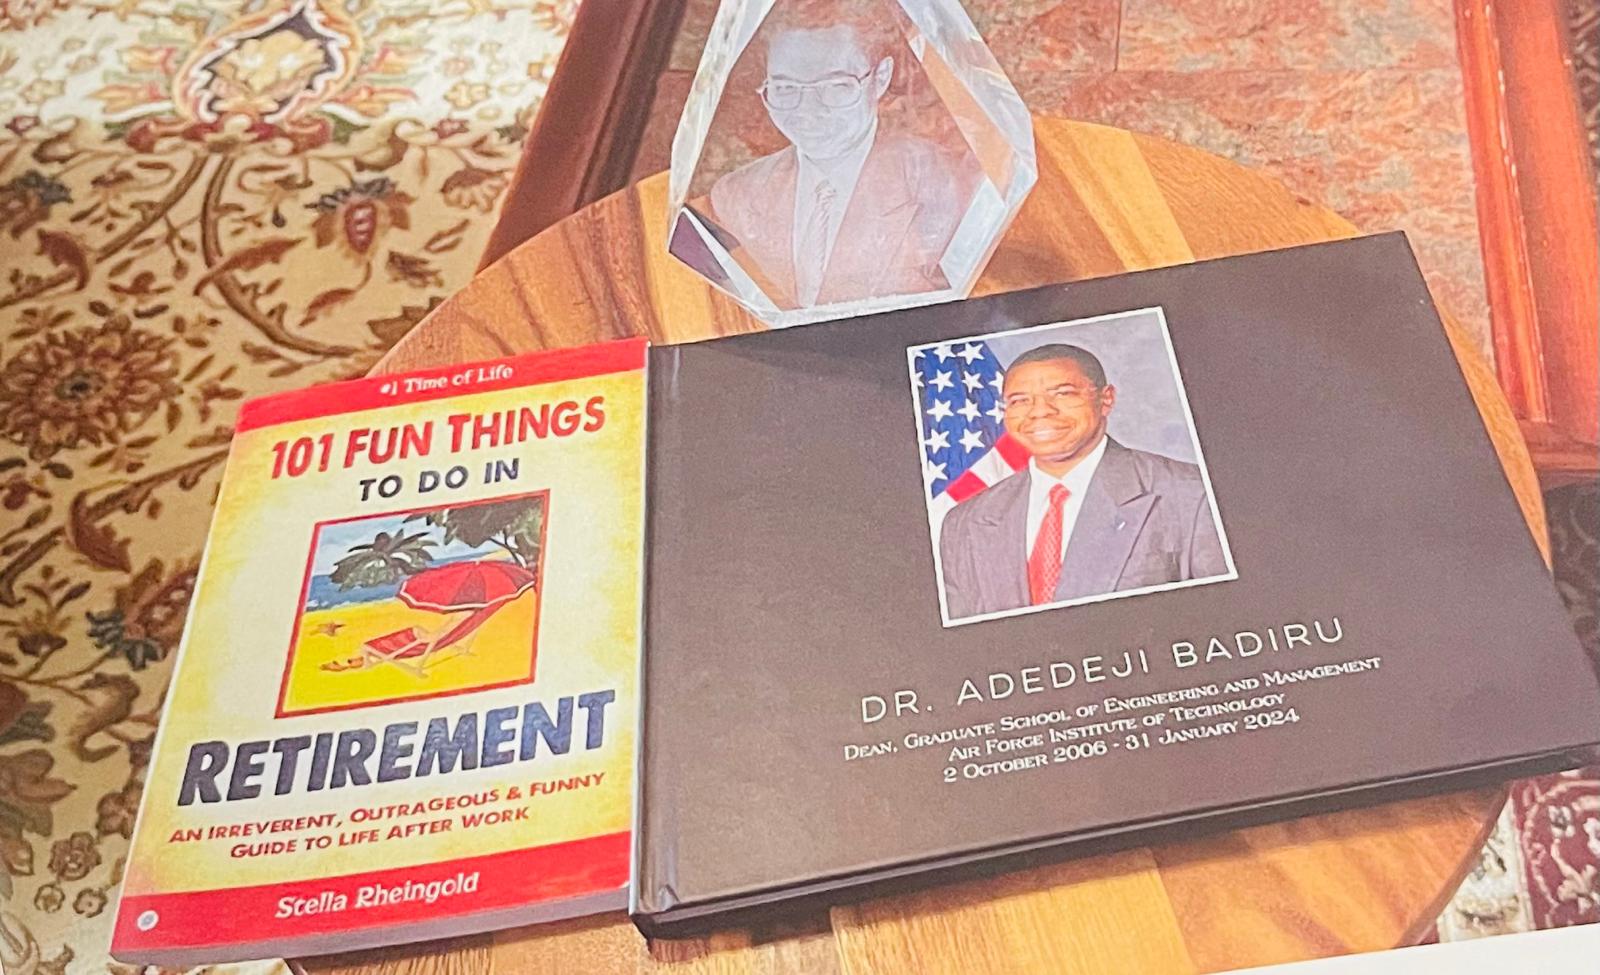 #1 Time of Life
101 FUN THINGS
TO DO IN
RETIREMENT
AN IRREVERENT, OUTRAGEOUS & FUNNY
GUIDE TO LIFE AFTER WORK
Stella Rheingold
DR. ADEDEJI BADIRU
DEAN, GRADUATE SCHOOL OF ENGINEERING AND MANAGEMENT
AIR FORCE INSTITUTE OF TECHNOLOGY
2 OCTOBER 2006 - 31 JANUARY 2024